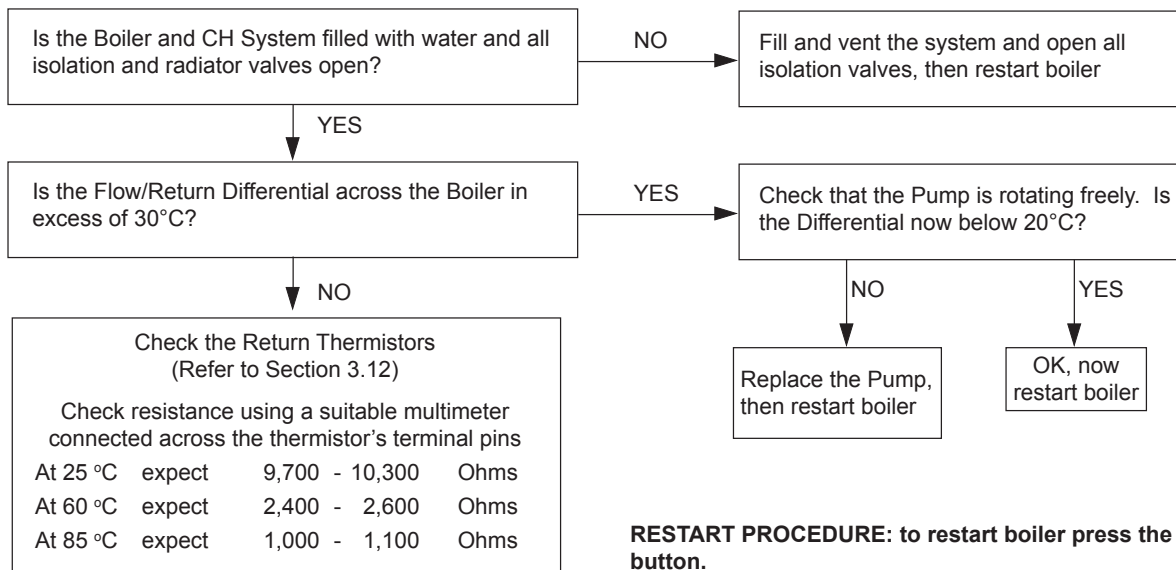 Is the Boiler and CH System filled with water and all
isolation and radiator valves open?
NO
Fill and vent the system and open all
isolation valves, then restart boiler
YES
Is the Flow/Return Differential across the Boiler in
excess of 30°C?
YES
Check that the Pump is rotating freely.  Is
the Differential now below 20°C?
NO
NO
YES
Check the Return Thermistors
(Refer to Section 3.12)
Check resistance using a suitable multimeter
connected across the thermistor’s terminal pins
At 25 °C expect 9,700 - 10,300 Ohms
At 60 °C expect 2,400 - 2,600 Ohms
At 85 °C expect 1,000 - 1,100 Ohms
Replace the Pump,
then restart boiler
OK, now
restart boiler
RESTART PROCEDURE: to restart boiler press the
button.